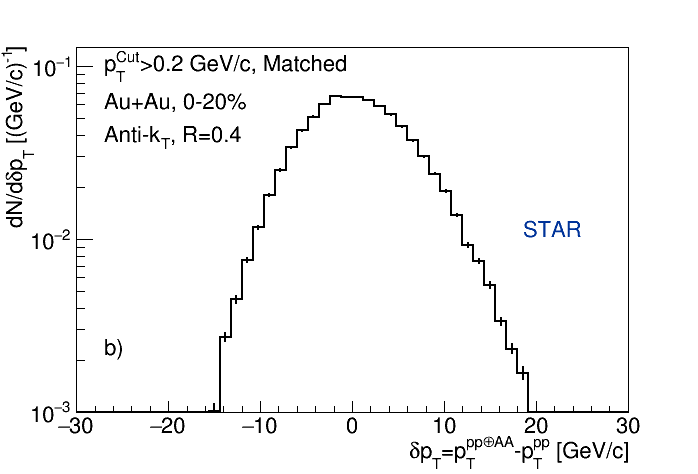 p_T^Cut>0.2 GeV/c, Matched
10⁻¹
Au+Au, 0-20%
Anti-k_T, R=0.4
dN/dδp_T [(GeV/c)⁻¹]
STAR
10⁻²
b)
10⁻³
−30 −20 −10 0 10 20 30
δp_T=p_T^pp⊕AA-p_T^pp [GeV/c]